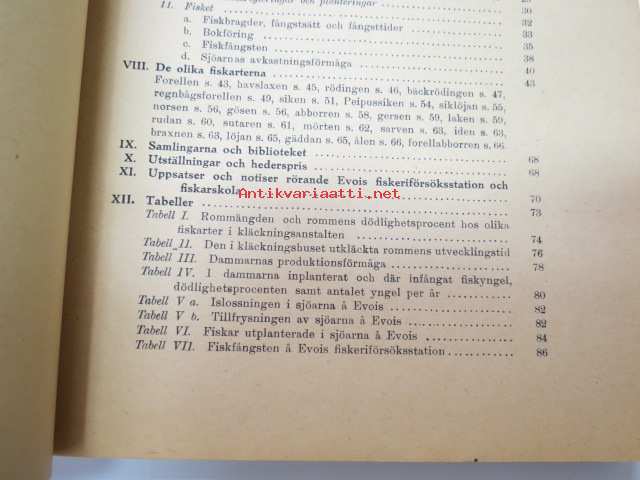 och planteringar
11. Fisket 30
a. Fiskbragder, fångstsätt och fångsttider 32
b. Bokföring 33
c. Fiskfångsten 35
d. Sjöarnas avkastningsförmåga 38
VIII. De olika fiskarterna 40
Forellen s. 43, havslaxen s. 45, rödingen s. 46, bäckrödingen s. 47, 43
regnbågsforellen s. 49, siken s. 51, Peipussiken s. 54, siklöjan s. 55,
norsen s. 56, gösen s. 56, abborren s. 58, gersen s. 59, laken s. 59,
rudan s. 60, sutaren s. 61, mörten s. 62, sarven s. 63, iden s. 63,
braxnen s. 63, löjan s. 65, gäddan s. 65, ålen s. 66, forellabborren s. 66.
IX. Samlingarna och biblioteket 68
X. Utställningar och hederspris 68
XI. Uppsatser och notiser rörande Evois fiskeriförsöksstation och
fiskarskola 70
Antikvariaatti.net
XII. Tabeller 73
Tabell I. Rommängden och rommens dödlighetsprocent hos olika
fiskarter i kläckningsanstalten 74
Tabell II. Den i kläckningshuset utkläckta rommens utvecklingstid 76
Tabell III. Dammarnas produktionsförmåga 78
Tabell IV. I dammarna inplanterat och där infångat fiskyngel,
dödlighetsprocenten samt antalet yngel per år 80
Tabell V a. Islossningen i sjöarna å Evois 82
Tabell V b. Tillfrysningen av sjöarna å Evois 82
Tabell VI. Fiskar utplanterade i sjöarna å Evois 84
Tabell VII. Fiskfångsten å Evois fiskeriförsöksstation 86